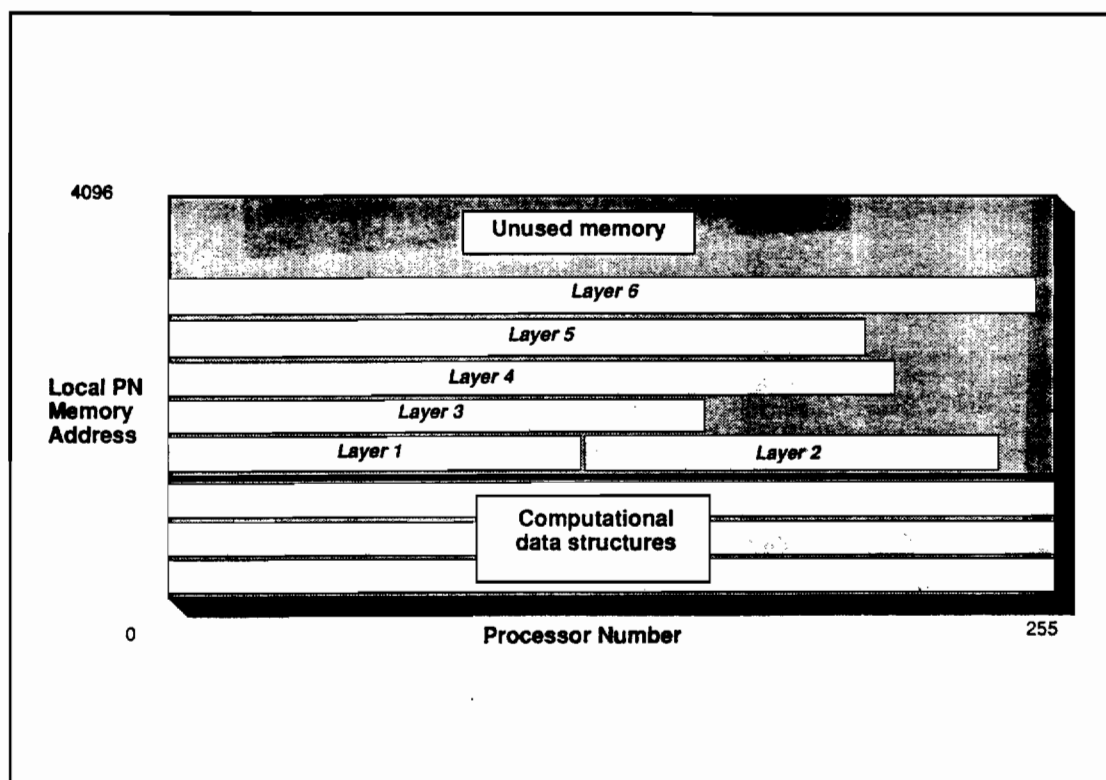 4096
Unused memory
Layer 6
Layer 5
Layer 4
Local PN
Memory
Address
Layer 3
Layer 1
Layer 2
Computational
data structures
0
Processor Number
255